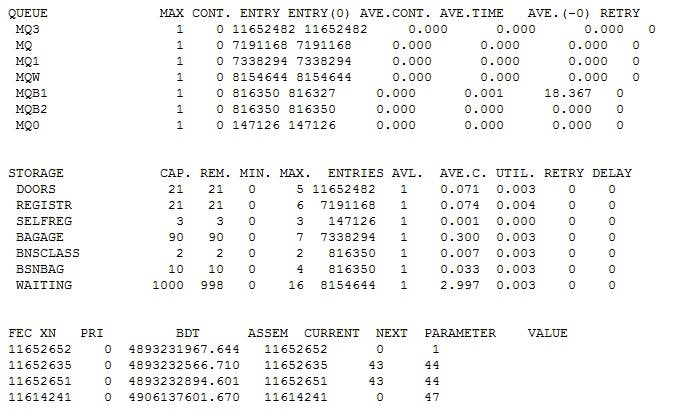 QUEUE MAX CONT. ENTRY ENTRY(0) AVE.CONT. AVE.TIME AVE.(-0) RETRY
MQ3 1 0 11652482 11652482 0.000 0.000 0.000 0
MQ 1 0 7191168 7191168 0.000 0.000 0.000 0
MQ1 1 0 7338294 7338294 0.000 0.000 0.000 0
MQW 1 0 8154644 8154644 0.000 0.000 0.000 0
MQB1 1 0 816350 816327 0.000 0.001 18.367 0
MQB2 1 0 816350 816350 0.000 0.000 0.000 0
MQ0 1 0 147126 147126 0.000 0.000 0.000 0
STORAGE CAP. REM. MIN. MAX. ENTRIES AVL. AVE.C. UTIL. RETRY DELAY
DOORS 21 21 0 5 11652482 1 0.071 0.003 0 0
REGISTR 21 21 0 6 7191168 1 0.074 0.004 0 0
SELFREG 3 3 0 3 147126 1 0.001 0.000 0 0
BAGAGE 90 90 0 7 7338294 1 0.300 0.003 0 0
BNSCLASS 2 2 0 2 816350 1 0.007 0.003 0 0
BSNBAG 10 10 0 4 816350 1 0.033 0.003 0 0
WAITING 1000 998 0 16 8154644 1 2.997 0.003 0 0
FEC XN PRI BDT ASSEM CURRENT NEXT PARAMETER VALUE
11652652 0 4893231967.644 11652652 0 1
11652635 0 4893232566.710 11652635 43 44
11652651 0 4893232894.601 11652651 43 44
11614241 0 4906137601.670 11614241 0 47